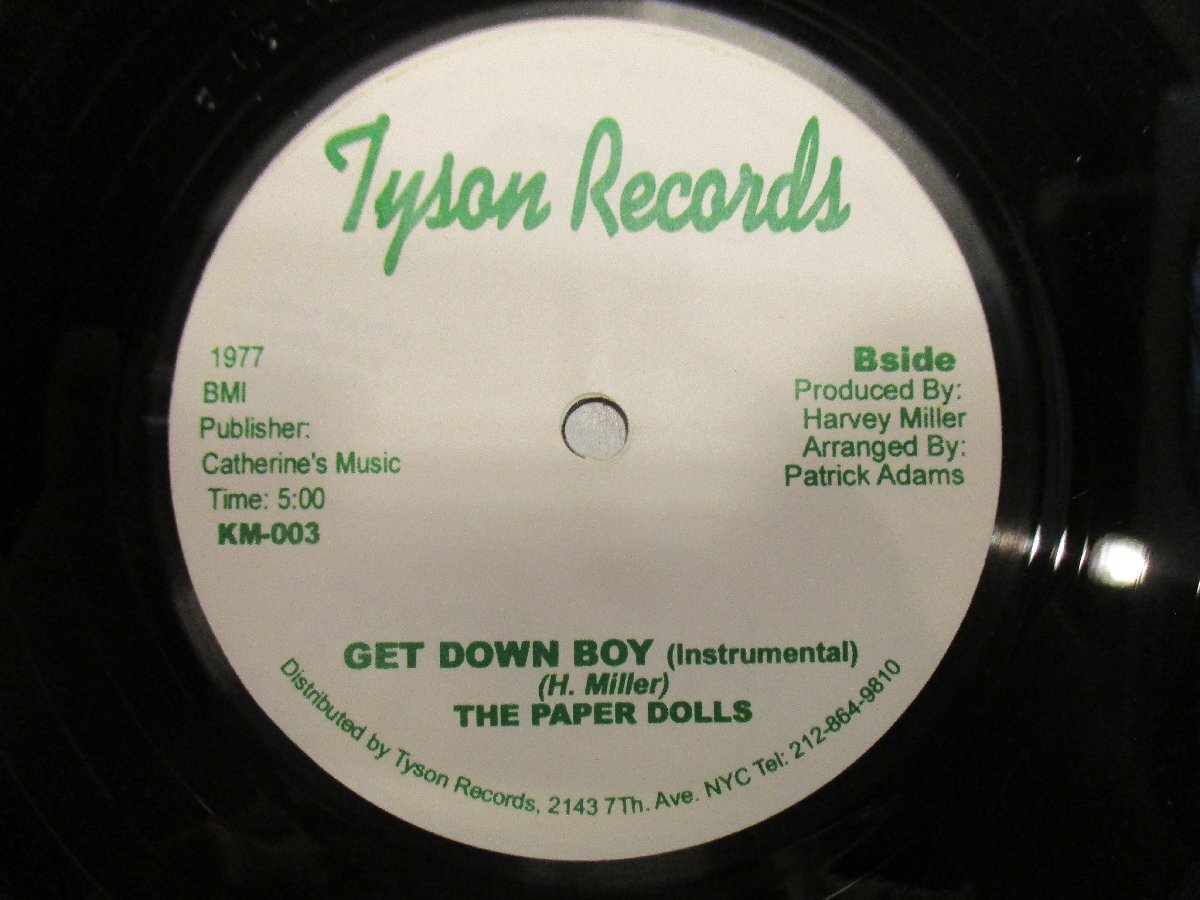 Tyson Records
1977
BMI
Publisher:
Catherine's Music
Time: 5:00
KM-003
Bside
Produced By:
Harvey Miller
Arranged By:
Patrick Adams
GET DOWN BOY (Instrumental)
(H. Miller)
THE PAPER DOLLS
Distributed by Tyson Records, 2143 7Th. Ave. NYC Tel: 212-864-9810